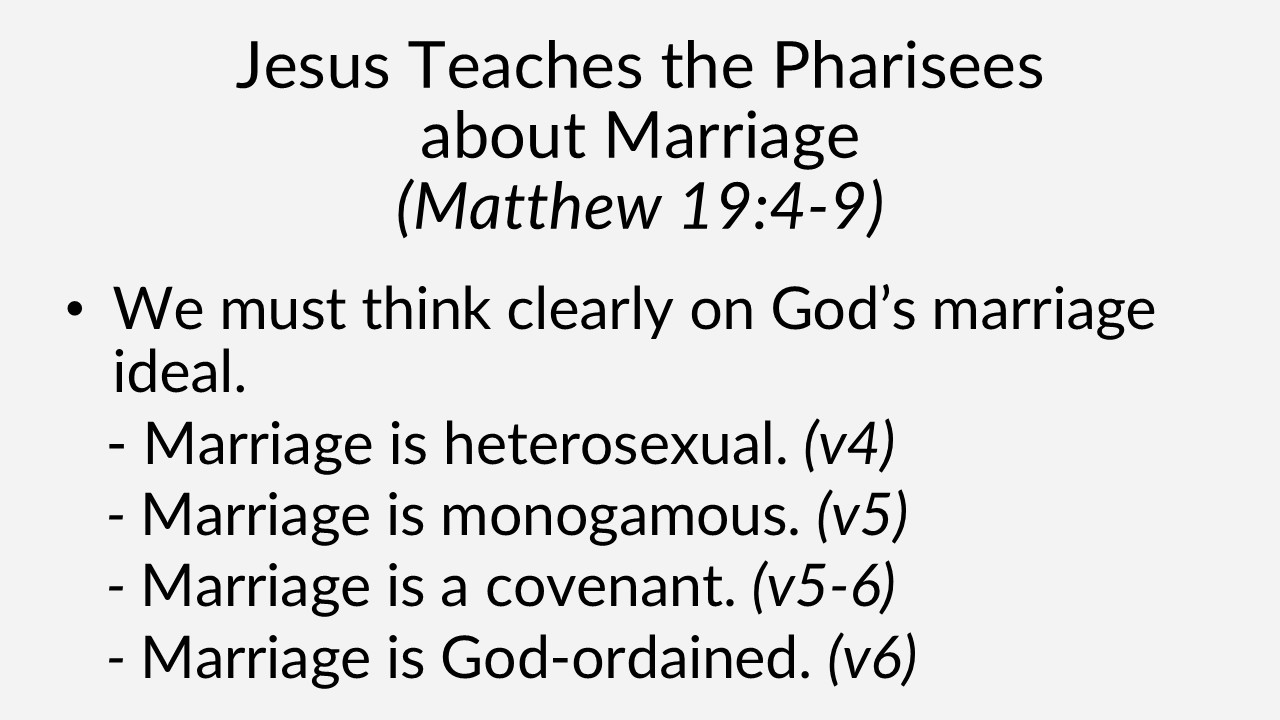 Jesus Teaches the Pharisees
about Marriage
(Matthew 19:4-9)
• We must think clearly on God’s marriage
ideal.
- Marriage is heterosexual. (v4)
- Marriage is monogamous. (v5)
- Marriage is a covenant. (v5-6)
- Marriage is God-ordained. (v6)